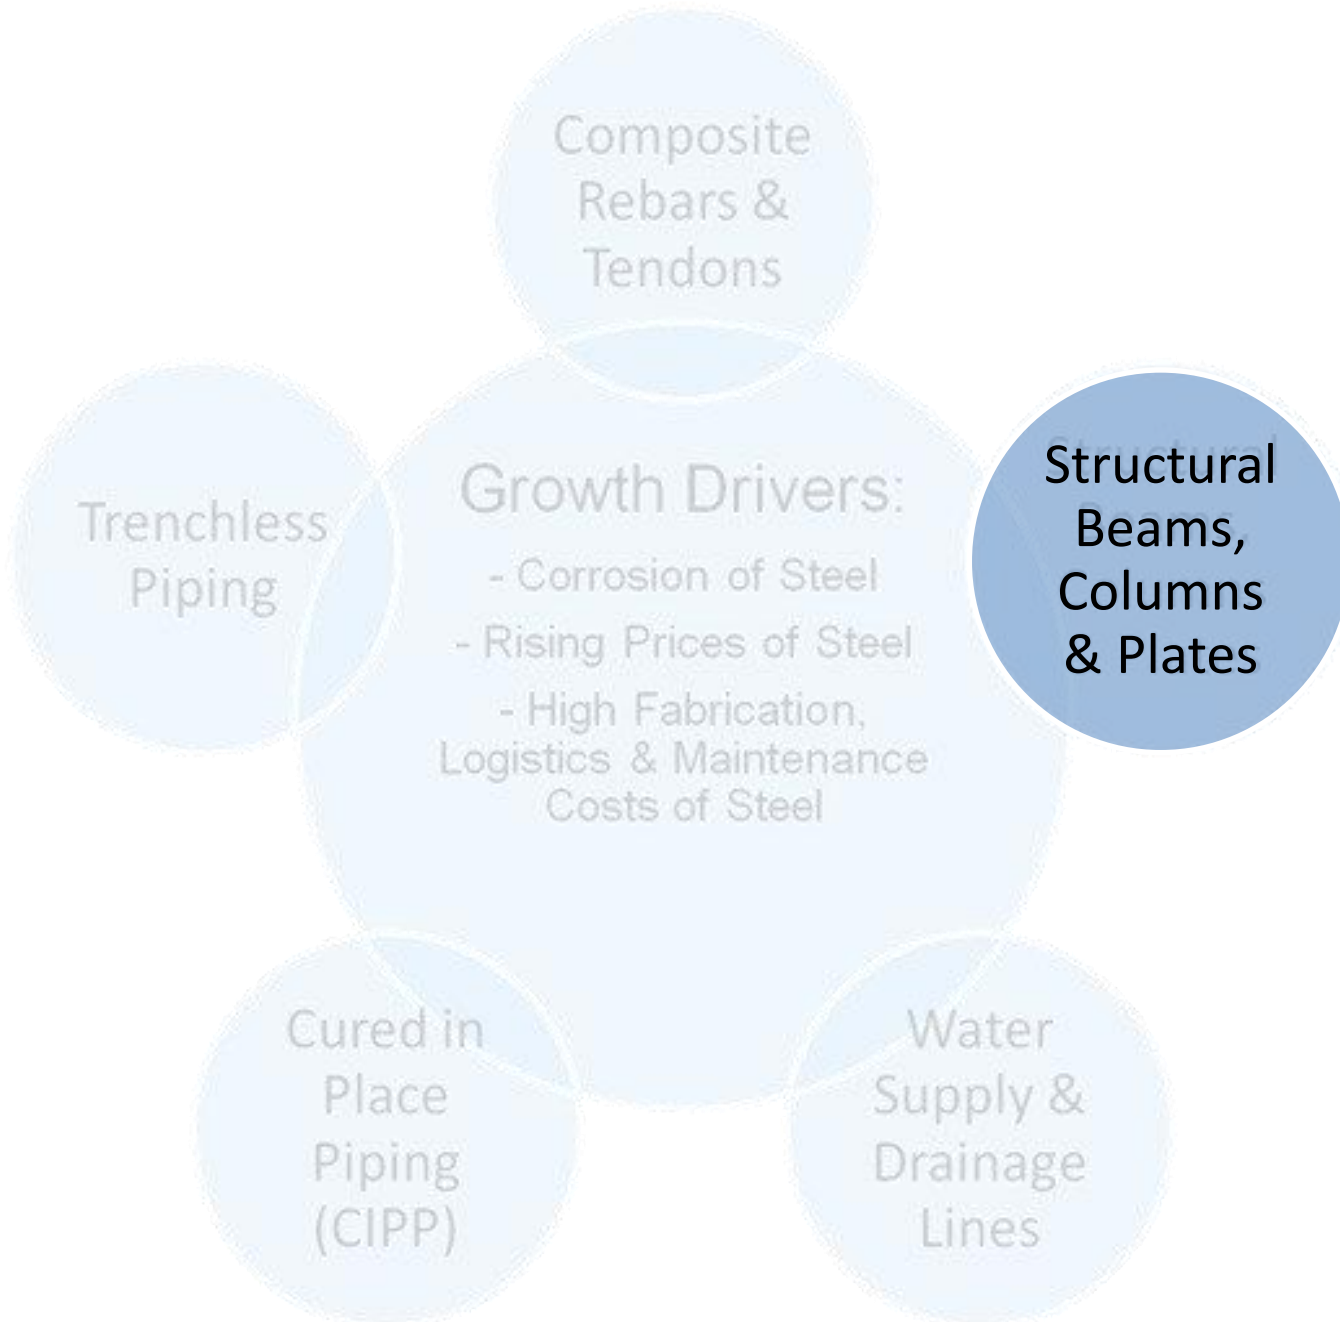 Composite
Rebars &
Tendons
Trenchless
Piping
Growth Drivers:
- Corrosion of Steel
- Rising Prices of Steel
- High Fabrication,
Logistics & Maintenance
Costs of Steel
Structural
Beams,
Columns
& Plates
Cured in
Place
Piping
(CIPP)
Water
Supply &
Drainage
Lines